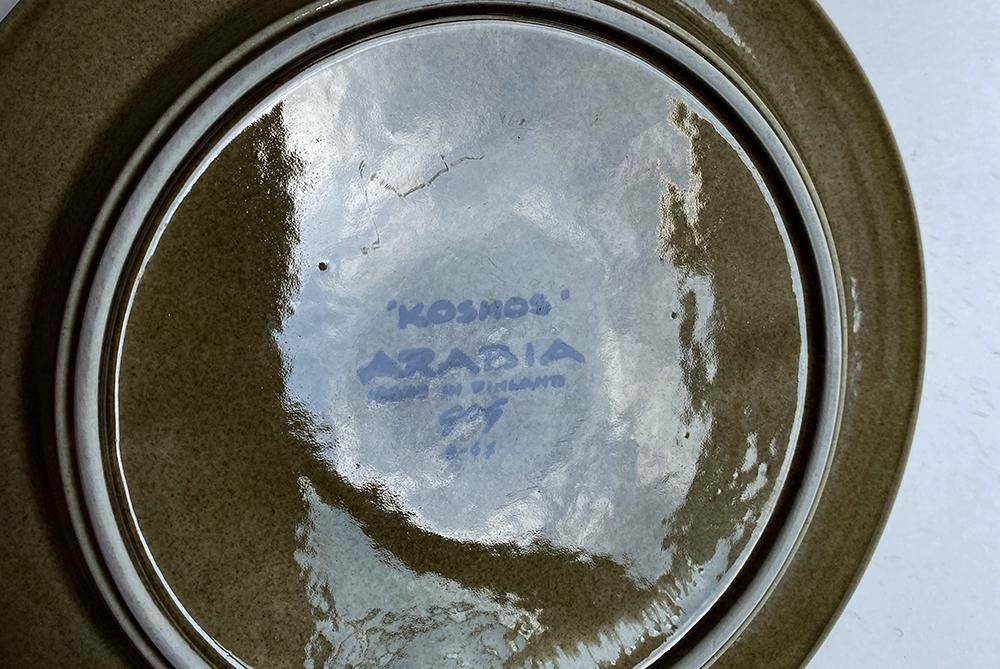 'KOSMOS'
ARABIA
MADE IN FINLAND